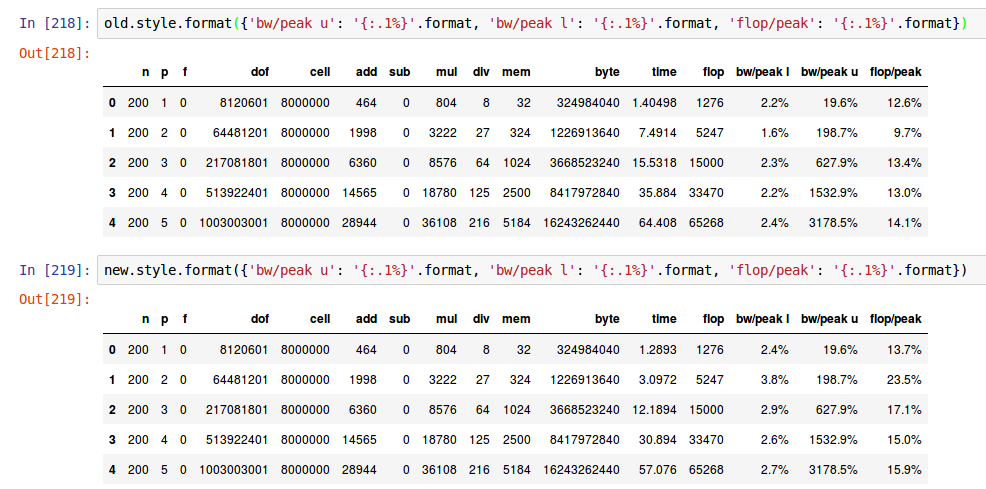 In [218]: old.style.format({'bw/peak u': '{:.1%}'.format, 'bw/peak l': '{:.1%}'.format, 'flop/peak': '{:.1%}'.format})
Out[218]:
n p f dof cell add sub mul div mem byte time flop bw/peak l bw/peak u flop/peak
0 200 1 0 8120601 8000000 464 0 804 8 32 324984040 1.40498 1276 2.2% 19.6% 12.6%
1 200 2 0 64481201 8000000 1998 0 3222 27 324 1226913640 7.4914 5247 1.6% 198.7% 9.7%
2 200 3 0 217081801 8000000 6360 0 8576 64 1024 3668523240 15.5318 15000 2.3% 627.9% 13.4%
3 200 4 0 513922401 8000000 14565 0 18780 125 2500 8417972840 35.884 33470 2.2% 1532.9% 13.0%
4 200 5 0 1003003001 8000000 28944 0 36108 216 5184 16243262440 64.408 65268 2.4% 3178.5% 14.1%
In [219]: new.style.format({'bw/peak u': '{:.1%}'.format, 'bw/peak l': '{:.1%}'.format, 'flop/peak': '{:.1%}'.format})
Out[219]:
n p f dof cell add sub mul div mem byte time flop bw/peak l bw/peak u flop/peak
0 200 1 0 8120601 8000000 464 0 804 8 32 324984040 1.2893 1276 2.4% 19.6% 13.7%
1 200 2 0 64481201 8000000 1998 0 3222 27 324 1226913640 3.0972 5247 3.8% 198.7% 23.5%
2 200 3 0 217081801 8000000 6360 0 8576 64 1024 3668523240 12.1894 15000 2.9% 627.9% 17.1%
3 200 4 0 513922401 8000000 14565 0 18780 125 2500 8417972840 30.894 33470 2.6% 1532.9% 15.0%
4 200 5 0 1003003001 8000000 28944 0 36108 216 5184 16243262440 57.076 65268 2.7% 3178.5% 15.9%